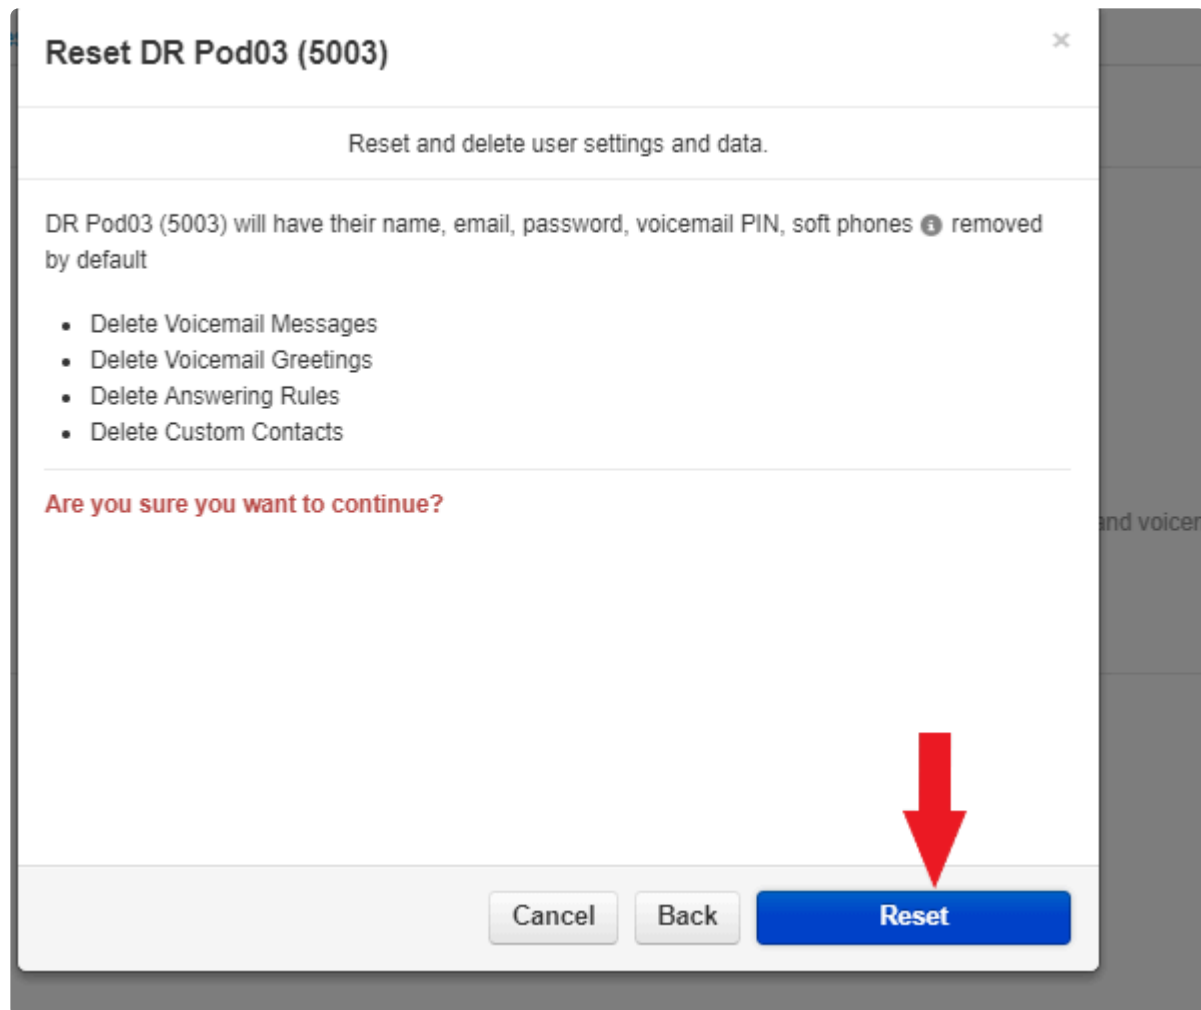 Reset DR Pod03 (5003)
×
Reset and delete user settings and data.
DR Pod03 (5003) will have their name, email, password, voicemail PIN, soft phones removed
by default
• Delete Voicemail Messages
• Delete Voicemail Greetings
• Delete Answering Rules
• Delete Custom Contacts
Are you sure you want to continue?
and
Cancel Back Reset